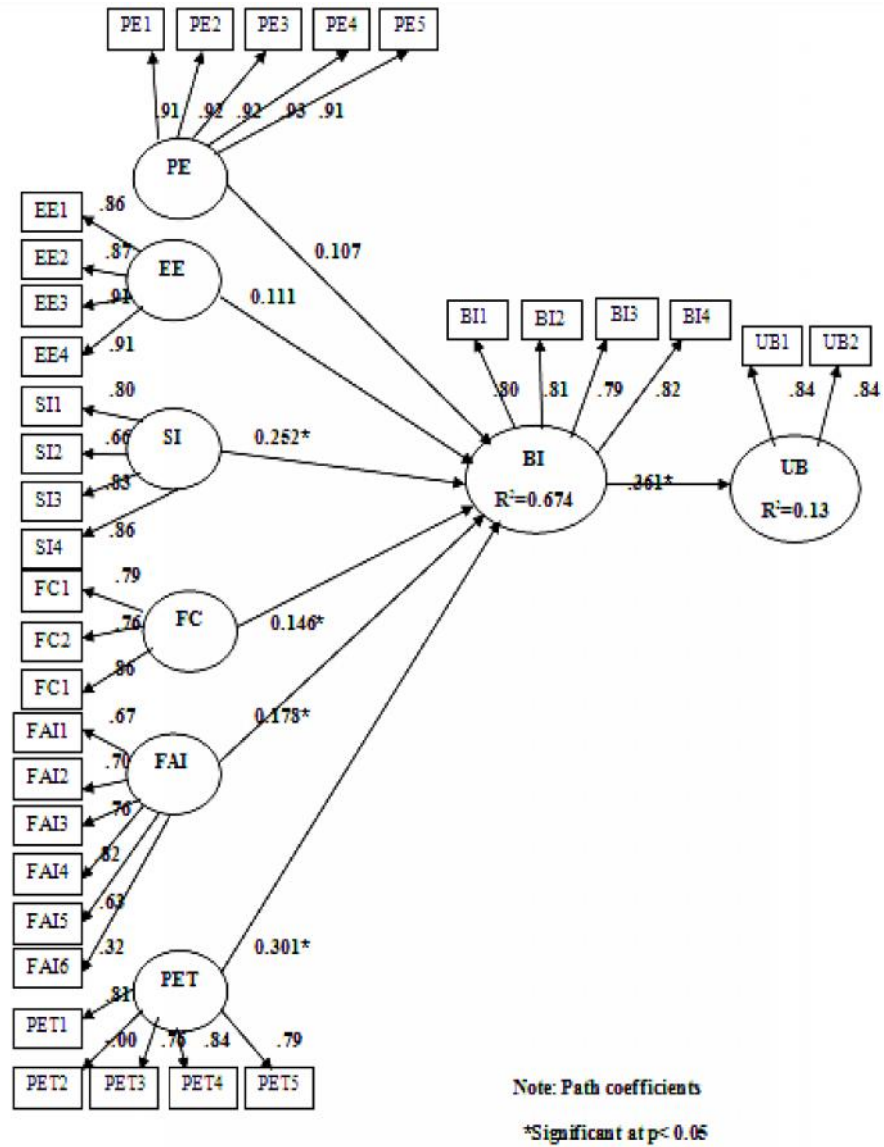 PE1 PE2 PE3 PE4 PE5
.91 .92 .92 .93 .91
PE
EE1 .86
EE2 .87
EE
EE3 .91
EE4 .91
0.107
0.111
SI1 .80
SI2 .66
SI
SI3 .83
SI4 .86
0.252*
BI1 BI2 BI3 BI4
.80 .81 .79 .82
BI
R²=0.674
.361*
UB1 UB2
.84 .84
UB
R²=0.13
FC1 .79
FC2 .76
FC
FC1 .86
0.146*
FAI1 .67
FAI2 .70
FAI
FAI3 .76
FAI4 .82
FAI5 .63
FAI6 .32
0.178*
0.301*
PET
PET1 .81
-.00 .76 .84 .79
PET2 PET3 PET4 PET5
Note: Path coefficients
*Significant at p< 0.05